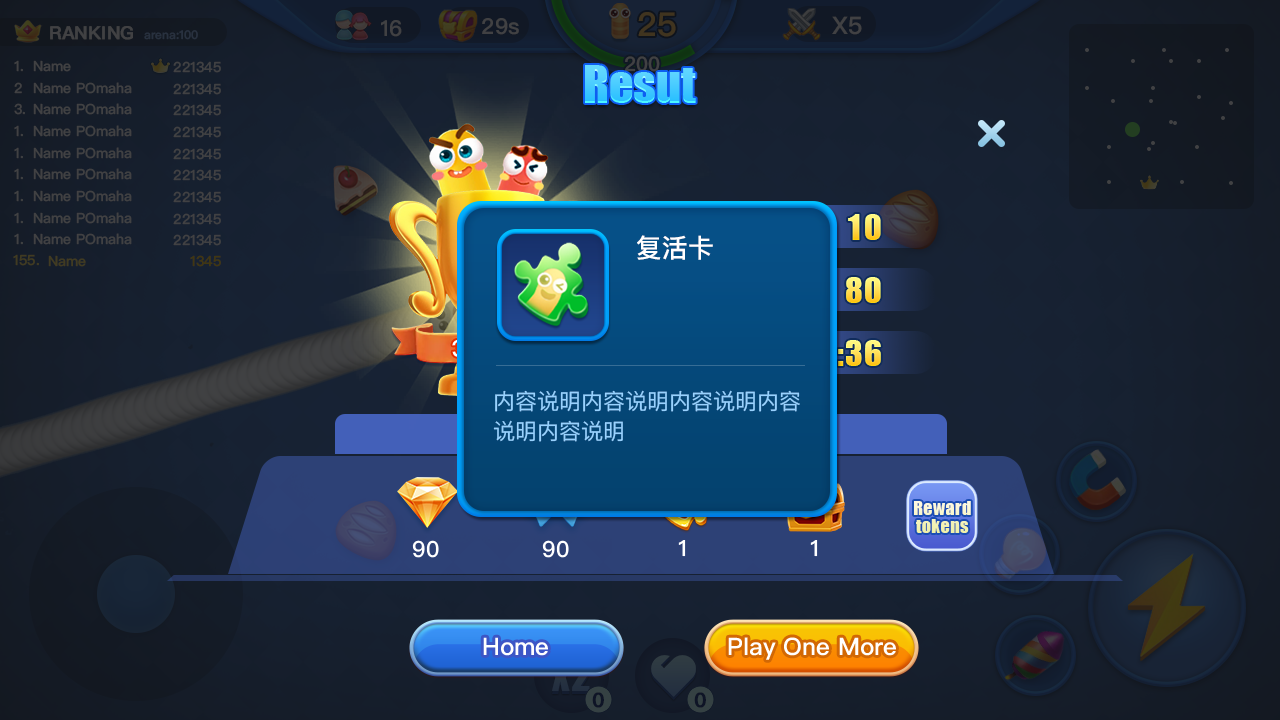 RANKING arena:100
16
29s
25
X5
200
Resut
1. Name 221345
2 Name POmaha 221345
3. Name POmaha 221345
1. Name POmaha 221345
1. Name POmaha 221345
1. Name POmaha 221345
1. Name POmaha 221345
1. Name POmaha 221345
1. Name POmaha 221345
155. Name 1345
复活卡
内容说明内容说明内容说明内容
说明内容说明
10
80
:36
90
90
1
1
Reward
tokens
Home
Play One More
0
0